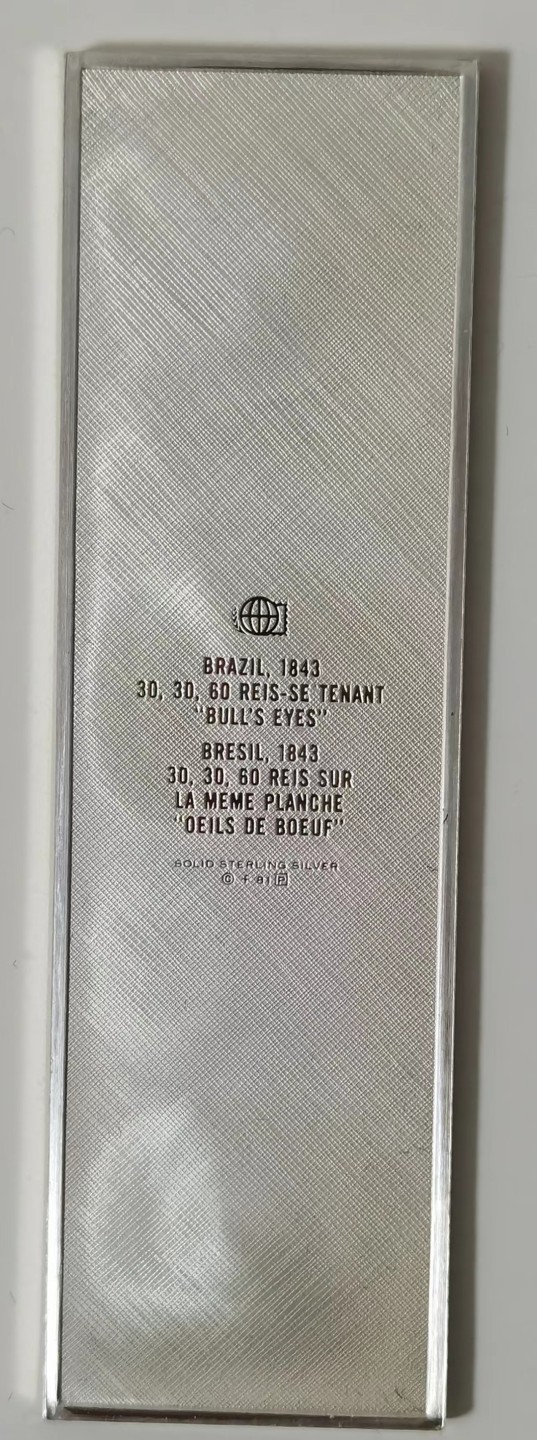 BRAZIL, 1843
30, 30, 60 REIS-SE TENANT
"BULL'S EYES"
BRESIL, 1843
30, 30, 60 REIS SUR
LA MEME PLANCHE
"OEILS DE BOEUF"
SOLID STERLING SILVER
© f 81 P